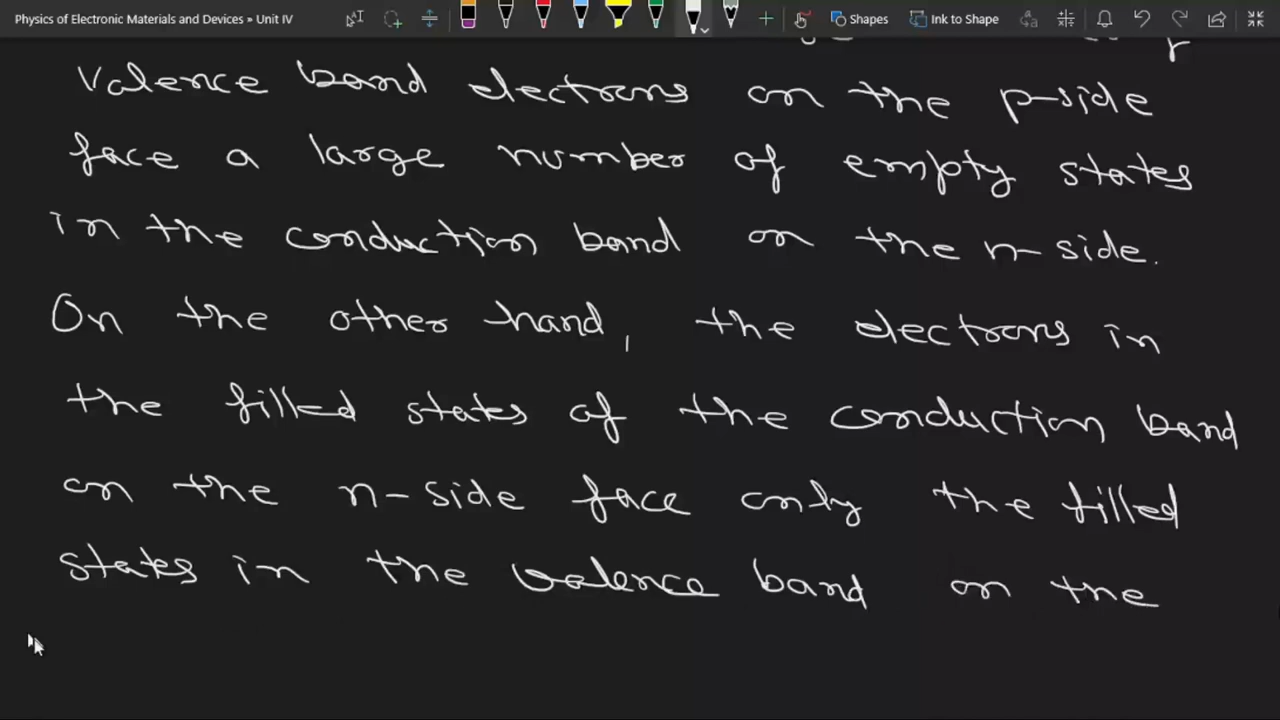 Physics of Electronic Materials and Devices » Unit IV
Shapes
Ink to Shape
valence band electrons on the p-side
face a large number of empty states
in the conduction band on the n-side.
On the other hand, the electrons in
the filled states of the conduction band
on the n-side face only the filled
states in the valence band on the